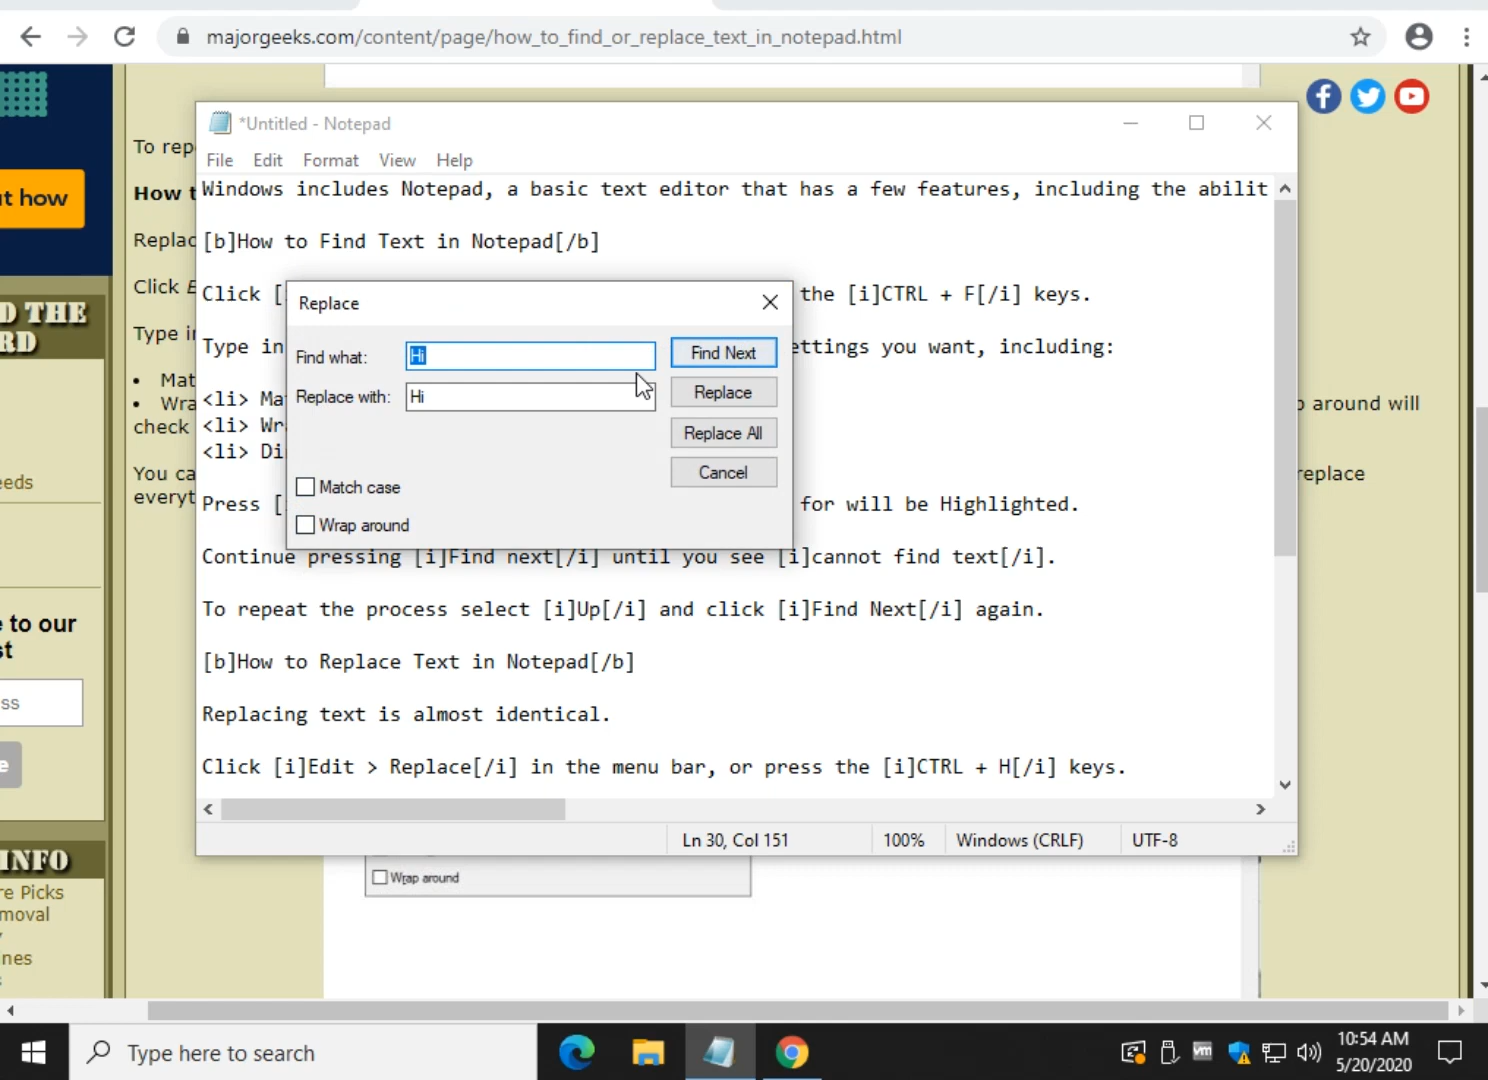 majorgeeks.com/content/page/how_to_find_or_replace_text_in_notepad.html
*Untitled - Notepad
File Edit Format View Help
Windows includes Notepad, a basic text editor that has a few features, including the abilit
[b]How to Find Text in Notepad[/b]
Click [ the [i]CTRL + F[/i] keys.
Type in ettings you want, including:
<li> Ma
<li> Wr
<li> Di
Press [ for will be Highlighted.
Continue pressing [i]Find next[/i] until you see [i]cannot find text[/i].
To repeat the process select [i]Up[/i] and click [i]Find Next[/i] again.
[b]How to Replace Text in Notepad[/b]
Replacing text is almost identical.
Click [i]Edit > Replace[/i] in the menu bar, or press the [i]CTRL + H[/i] keys.
Ln 30, Col 151 100% Windows (CRLF) UTF-8
Replace
Find what: Hi Find Next
Replace with: Hi Replace
Replace All
Cancel
Match case
Wrap around
To rep
How t
Replac
Click E
Type i
• Mat
• Wra
check
You ca
everyt
around will
replace
t how
D THE
RD
eeds
e to our
st
ss
e
INFO
re Picks
moval
y
ines
s
Wrap around
Type here to search
vm
10:54 AM
5/20/2020